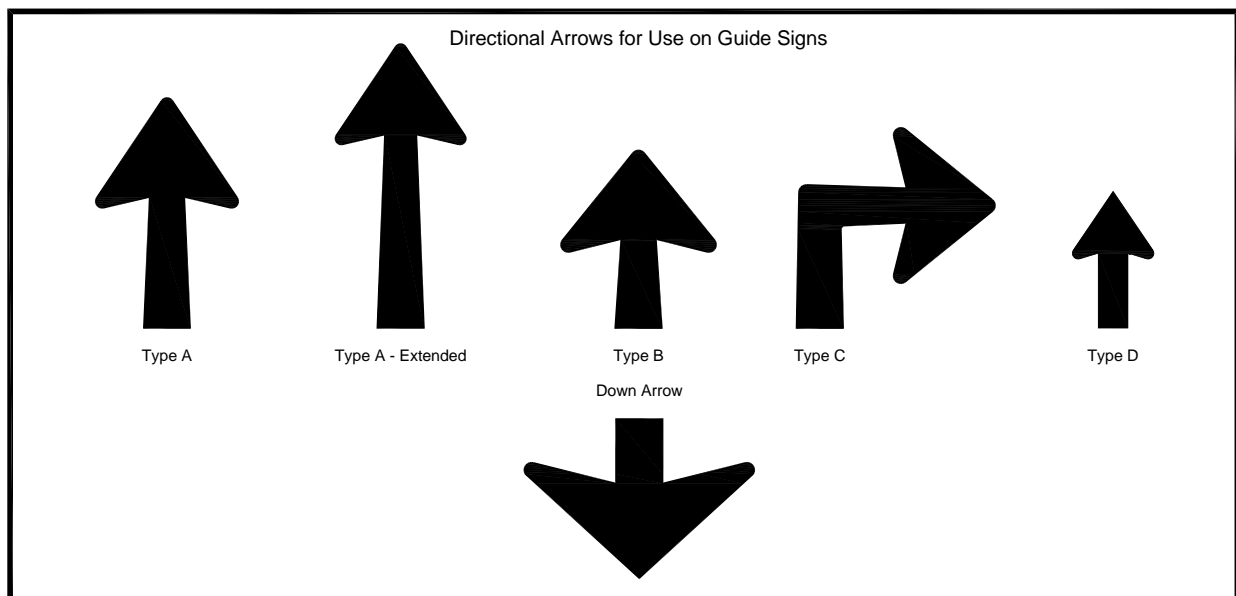 Directional Arrows for Use on Guide Signs
Type A
Type A - Extended
Type B
Type C
Type D
Down Arrow